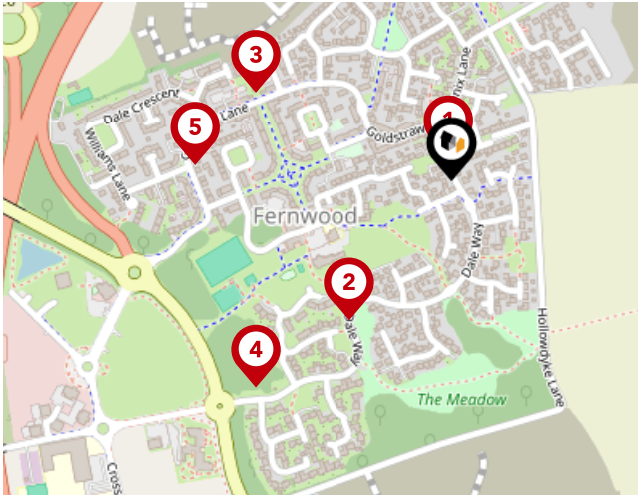 3
Dale Crescent
Lane
5
Williams Lane
nix Lane
1
Goldstraw
Fernwood
Dale Way
2
Dale Way
4
Hollowdyke Lane
The Meadow
Cross